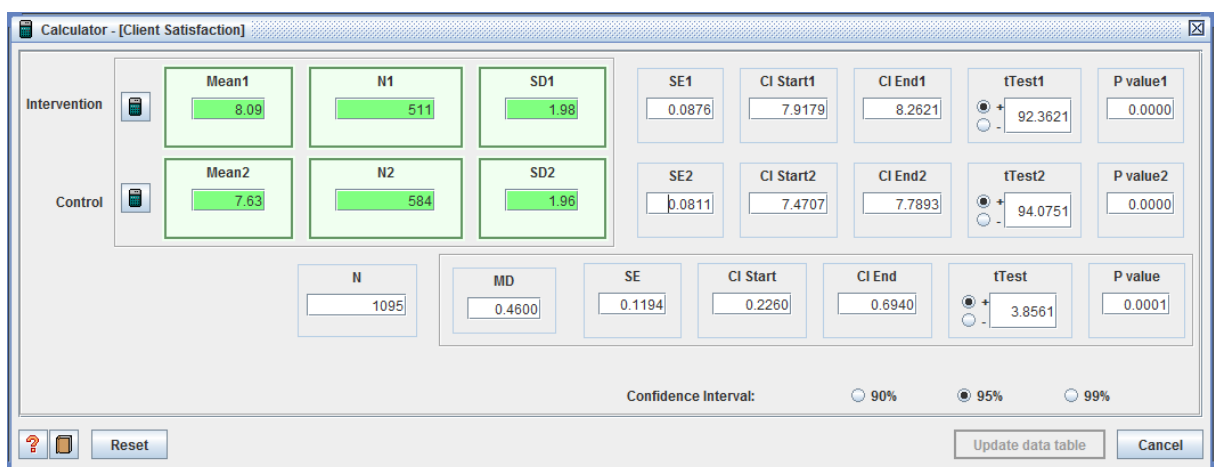 Calculator - [Client Satisfaction]
Mean1 N1 SD1 SE1 CI Start1 CI End1 tTest1 P value1
Intervention 8.09 511 1.98 0.0876 7.9179 8.2621 + - 92.3621 0.0000
Mean2 N2 SD2 SE2 CI Start2 CI End2 tTest2 P value2
Control 7.63 584 1.96 0.0811 7.4707 7.7893 + - 94.0751 0.0000
N MD SE CI Start CI End tTest P value
1095 0.4600 0.1194 0.2260 0.6940 + - 3.8561 0.0001
Confidence Interval: 90% 95% 99%
? Reset Update data table Cancel